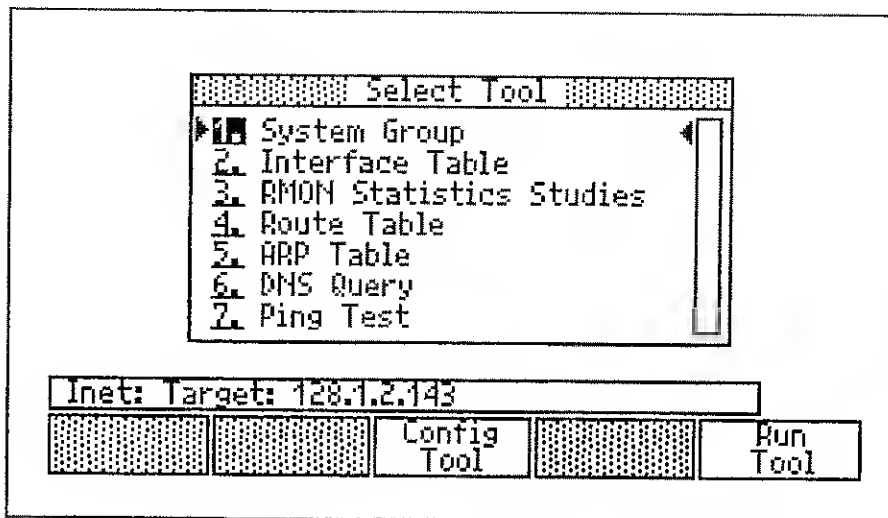 Select Tool
1. System Group
2. Interface Table
3. RMON Statistics Studies
4. Route Table
5. ARP Table
6. DNS Query
7. Ping Test
Inet: Target: 128.1.2.143
Config Tool
Run Tool